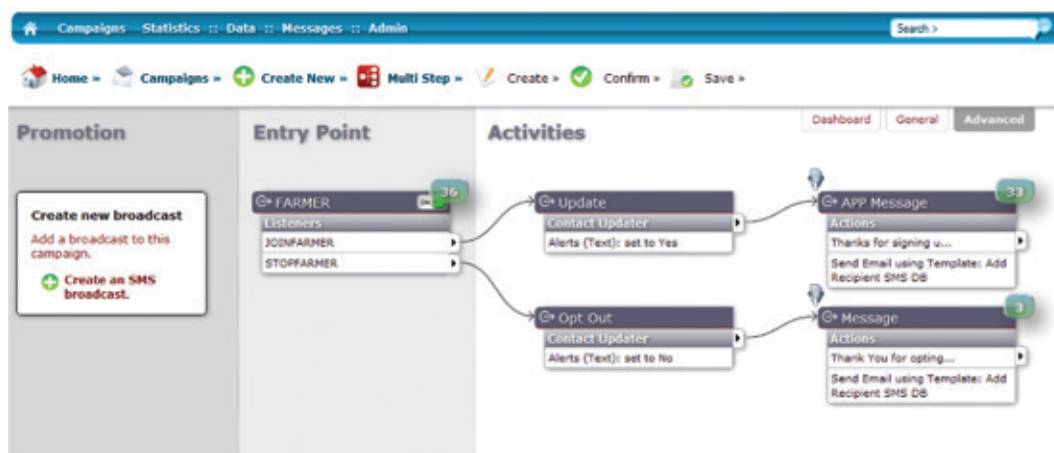 Campaigns Statistics :: Data :: Messages :: Admin
Search >
Home » Campaigns » Create New » Multi Step » Create » Confirm » Save »
Promotion
Entry Point
Activities
Dashboard General Advanced
Create new broadcast
Add a broadcast to this
campaign.
Create an SMS
broadcast.
FARMER
36
Listeners
JOINFARMER
STOPFARMER
Update
Contact Updater
Alerts (Text): set to Yes
APP Message
33
Actions
Thanks for signing u...
Send Email using Template: Add
Recipient SMS DB
Opt Out
Contact Updater
Alerts (Text): set to No
Message
3
Actions
Thank You for opting...
Send Email using Template: Add
Recipient SMS DB